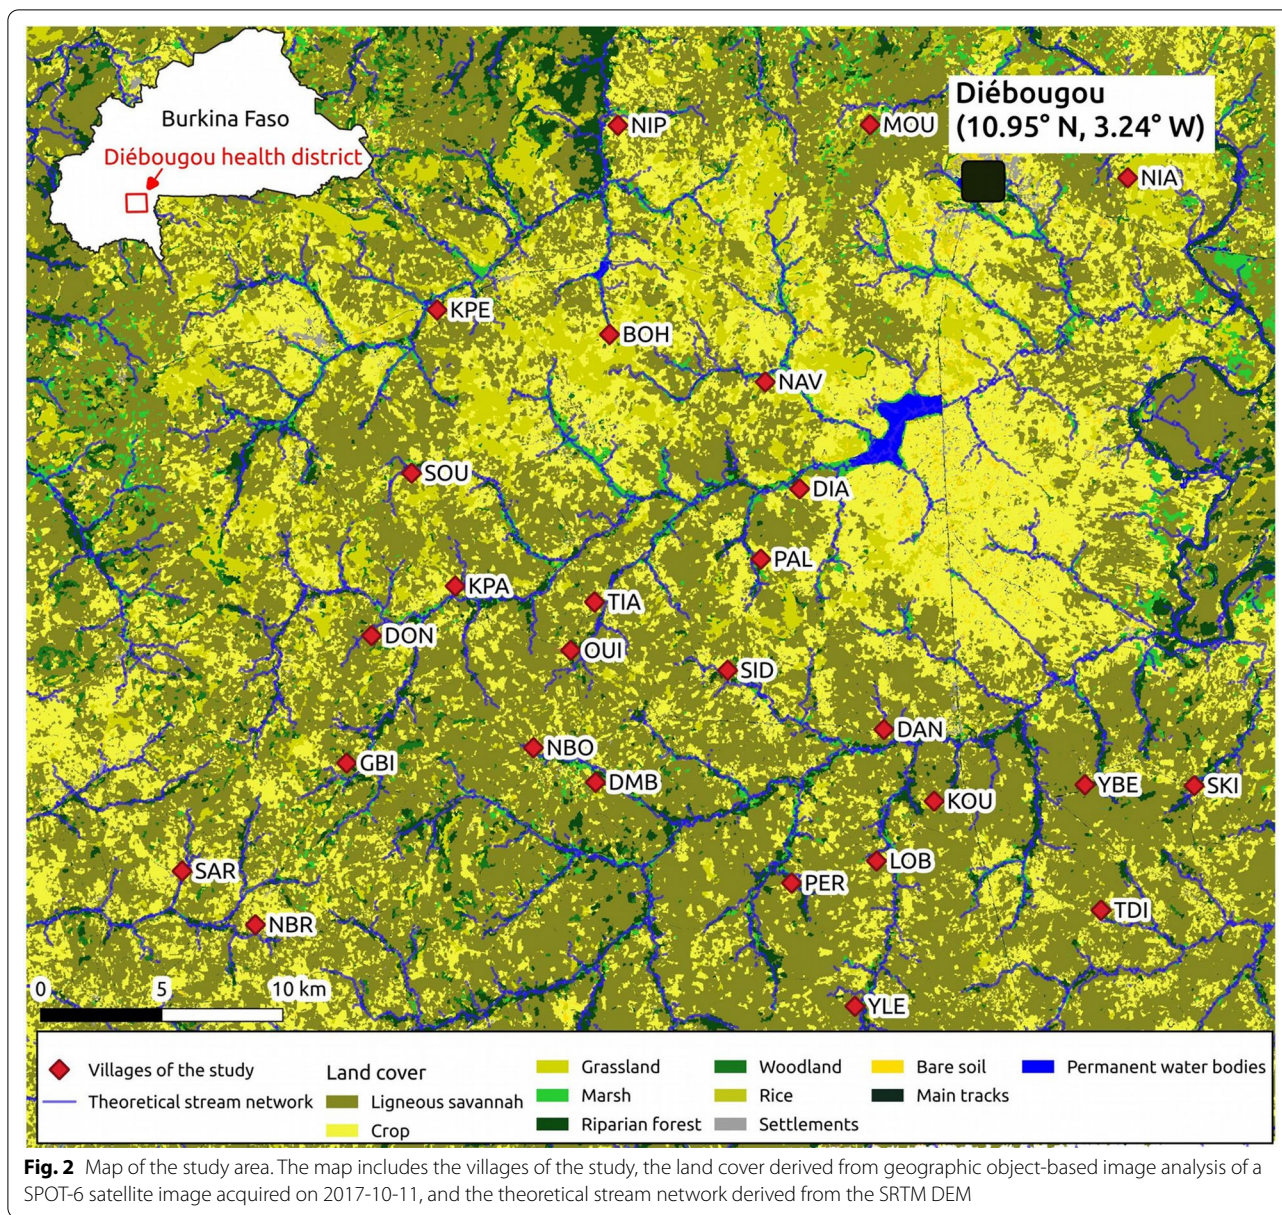 Burkina Faso
Diébougou health district
Diébougou
(10.95° N, 3.24° W)
NIP
MOU
NIA
KPE
BOH
NAV
SOU
DIA
PAL
KPA
TIA
DON
OUI
SID
DAN
NBO
GBI
DMB
YBE
SKI
KOU
LOB
SAR
PER
TDI
NBR
YLE
0 5 10 km
Villages of the study
Theoretical stream network
Land cover
Ligneous savannah
Crop
Grassland
Marsh
Riparian forest
Woodland
Rice
Settlements
Bare soil
Main tracks
Permanent water bodies
Fig. 2 Map of the study area. The map includes the villages of the study, the land cover derived from geographic object-based image analysis of a
SPOT-6 satellite image acquired on 2017-10-11, and the theoretical stream network derived from the SRTM DEM